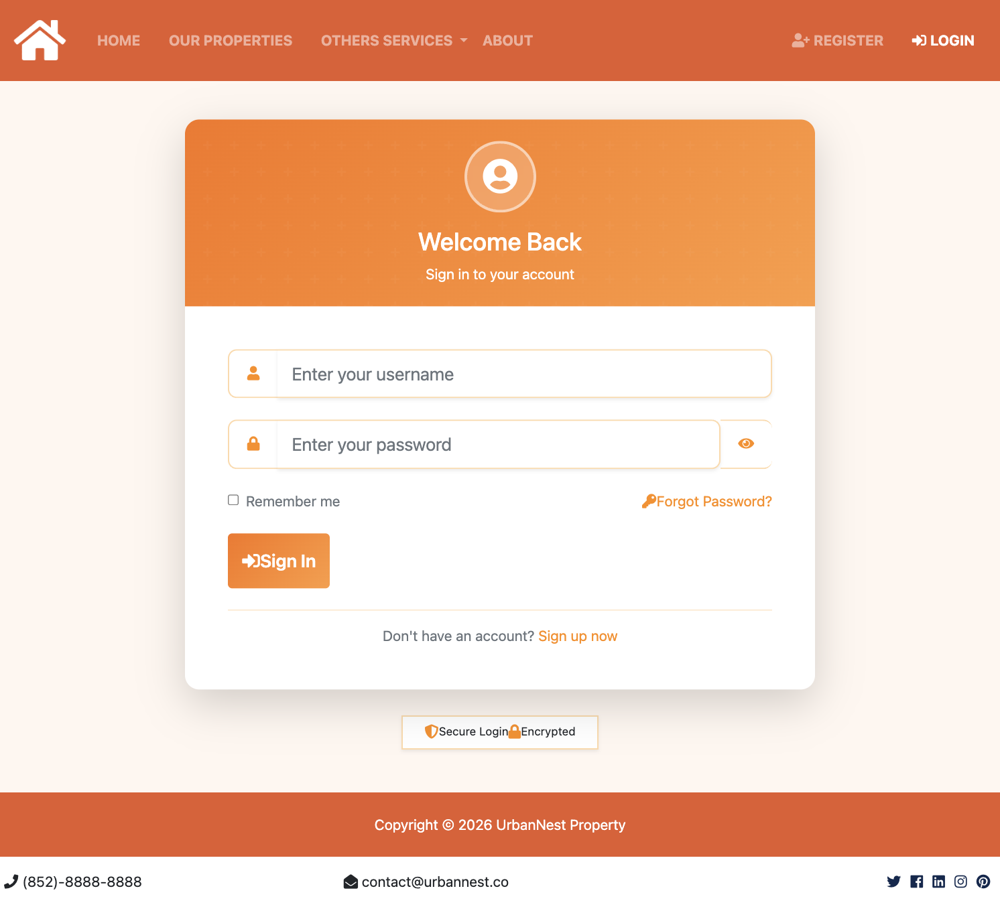 HOME OUR PROPERTIES OTHERS SERVICES ABOUT REGISTER LOGIN
Welcome Back
Sign in to your account
Enter your username
Enter your password
Remember me Forgot Password?
Sign In
Don't have an account? Sign up now
Secure Login Encrypted
Copyright © 2026 UrbanNest Property
(852)-8888-8888 contact@urbannest.co